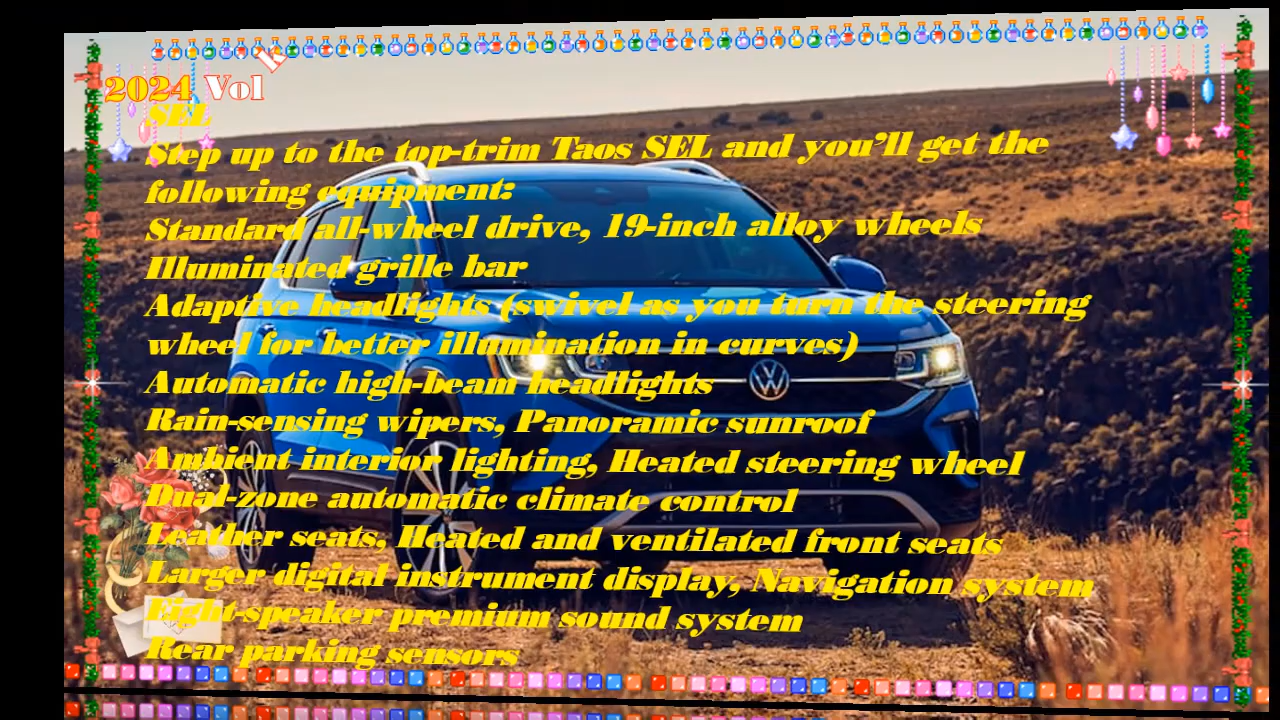 2024 Vol k
SEL
Step up to the top-trim Taos SEL and you’ll get the
following equipment:
Standard all-wheel drive, 19-inch alloy wheels
Illuminated grille bar
Adaptive headlights (swivel as you turn the steering
wheel for better illumination in curves)
Automatic high-beam headlights
Rain-sensing wipers, Panoramic sunroof
Ambient interior lighting, Heated steering wheel
Dual-zone automatic climate control
Leather seats, Heated and ventilated front seats
Larger digital instrument display, Navigation system
Eight-speaker premium sound system
Rear parking sensors